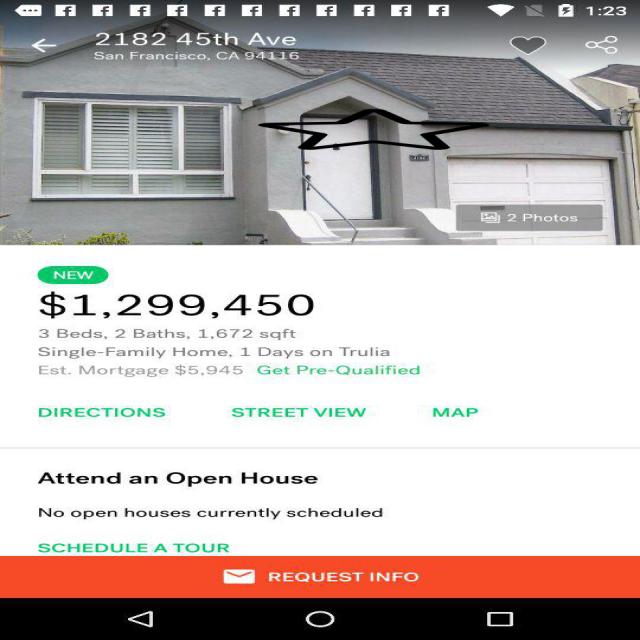 1:23
2182 45th Ave
San Francisco, CA 94116
2 Photos
NEW
$1,299,450
3 Beds, 2 Baths, 1,672 sqft
Single-Family Home, 1 Days on Trulia
Est. Mortgage $5,945 Get Pre-Qualified
DIRECTIONS STREET VIEW MAP
Attend an Open House
No open houses currently scheduled
SCHEDULE A TOUR
REQUEST INFO